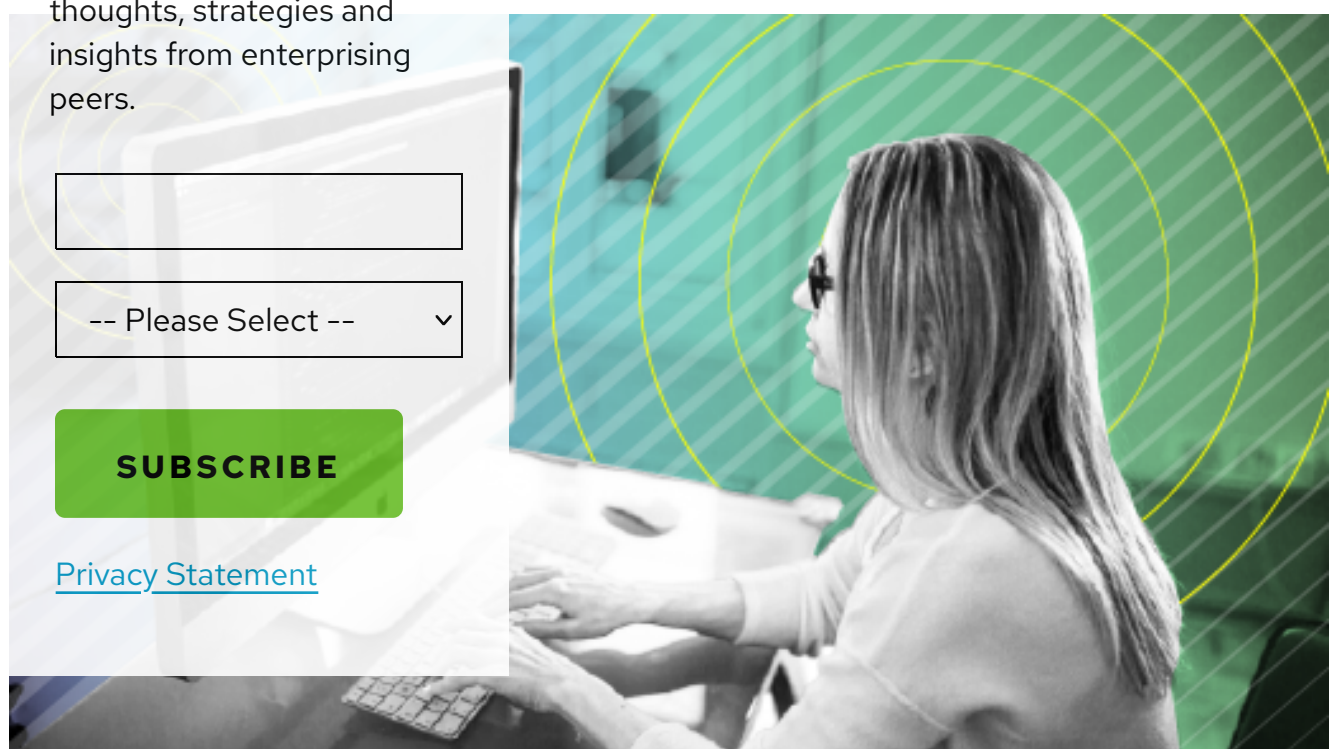 thoughts, strategies and
insights from enterprising
peers.
-- Please Select --
SUBSCRIBE
Privacy Statement